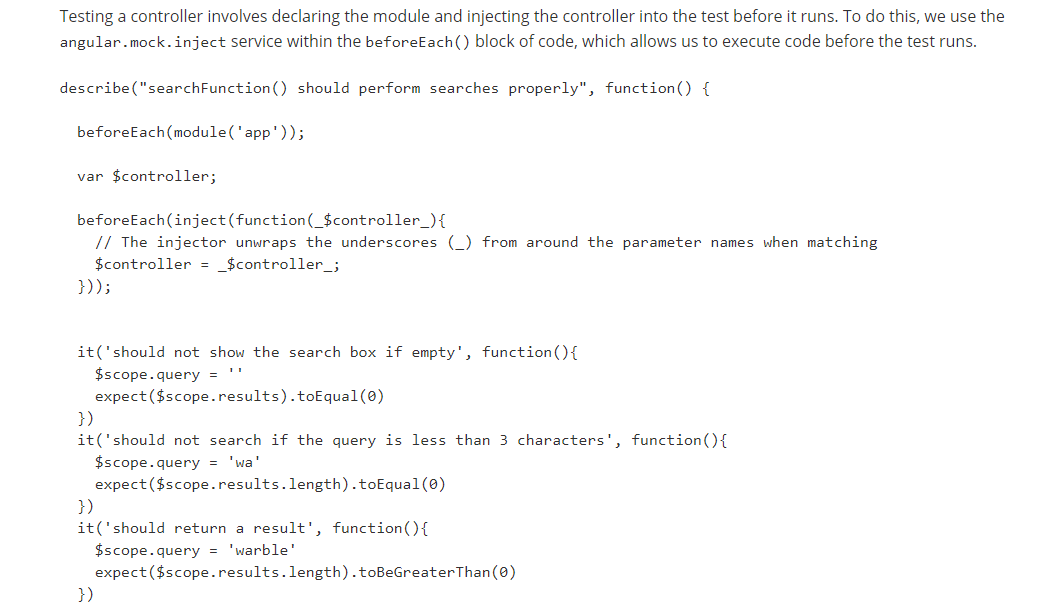 Testing a controller involves declaring the module and injecting the controller into the test before it runs. To do this, we use the
angular.mock.inject service within the beforeEach() block of code, which allows us to execute code before the test runs.
describe("searchFunction() should perform searches properly", function() {
beforeEach(module('app'));
var $controller;
beforeEach(inject(function(_$controller_){
// The injector unwraps the underscores (_) from around the parameter names when matching
$controller = _$controller_;
}));
it('should not show the search box if empty', function(){
$scope.query = ''
expect($scope.results).toEqual(0)
})
it('should not search if the query is less than 3 characters', function(){
$scope.query = 'wa'
expect($scope.results.length).toEqual(0)
})
it('should return a result', function(){
$scope.query = 'warble'
expect($scope.results.length).toBeGreaterThan(0)
})